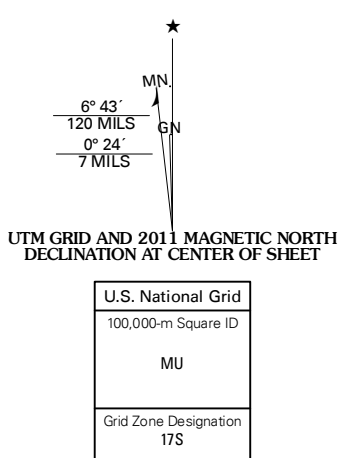 MN.
6° 43´
120 MILS
GN
0° 24´
7 MILS
UTM GRID AND 2011 MAGNETIC NORTH
DECLINATION AT CENTER OF SHEET
U.S. National Grid
100,000-m Square ID
MU
Grid Zone Designation
17S